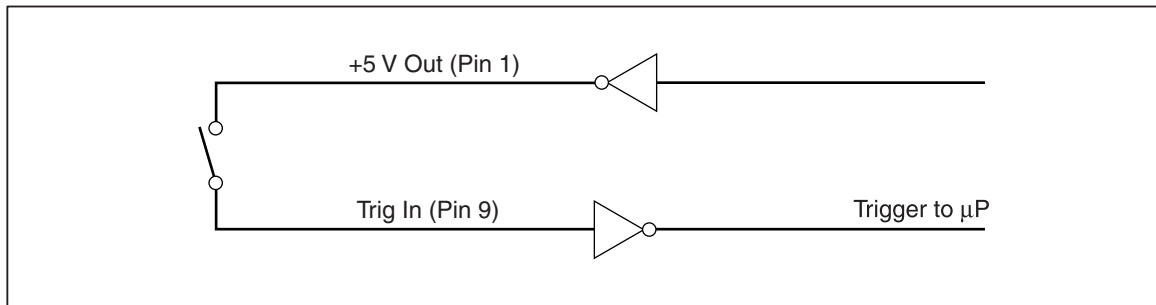 +5 V Out (Pin 1)
Trig In (Pin 9)
Trigger to μP